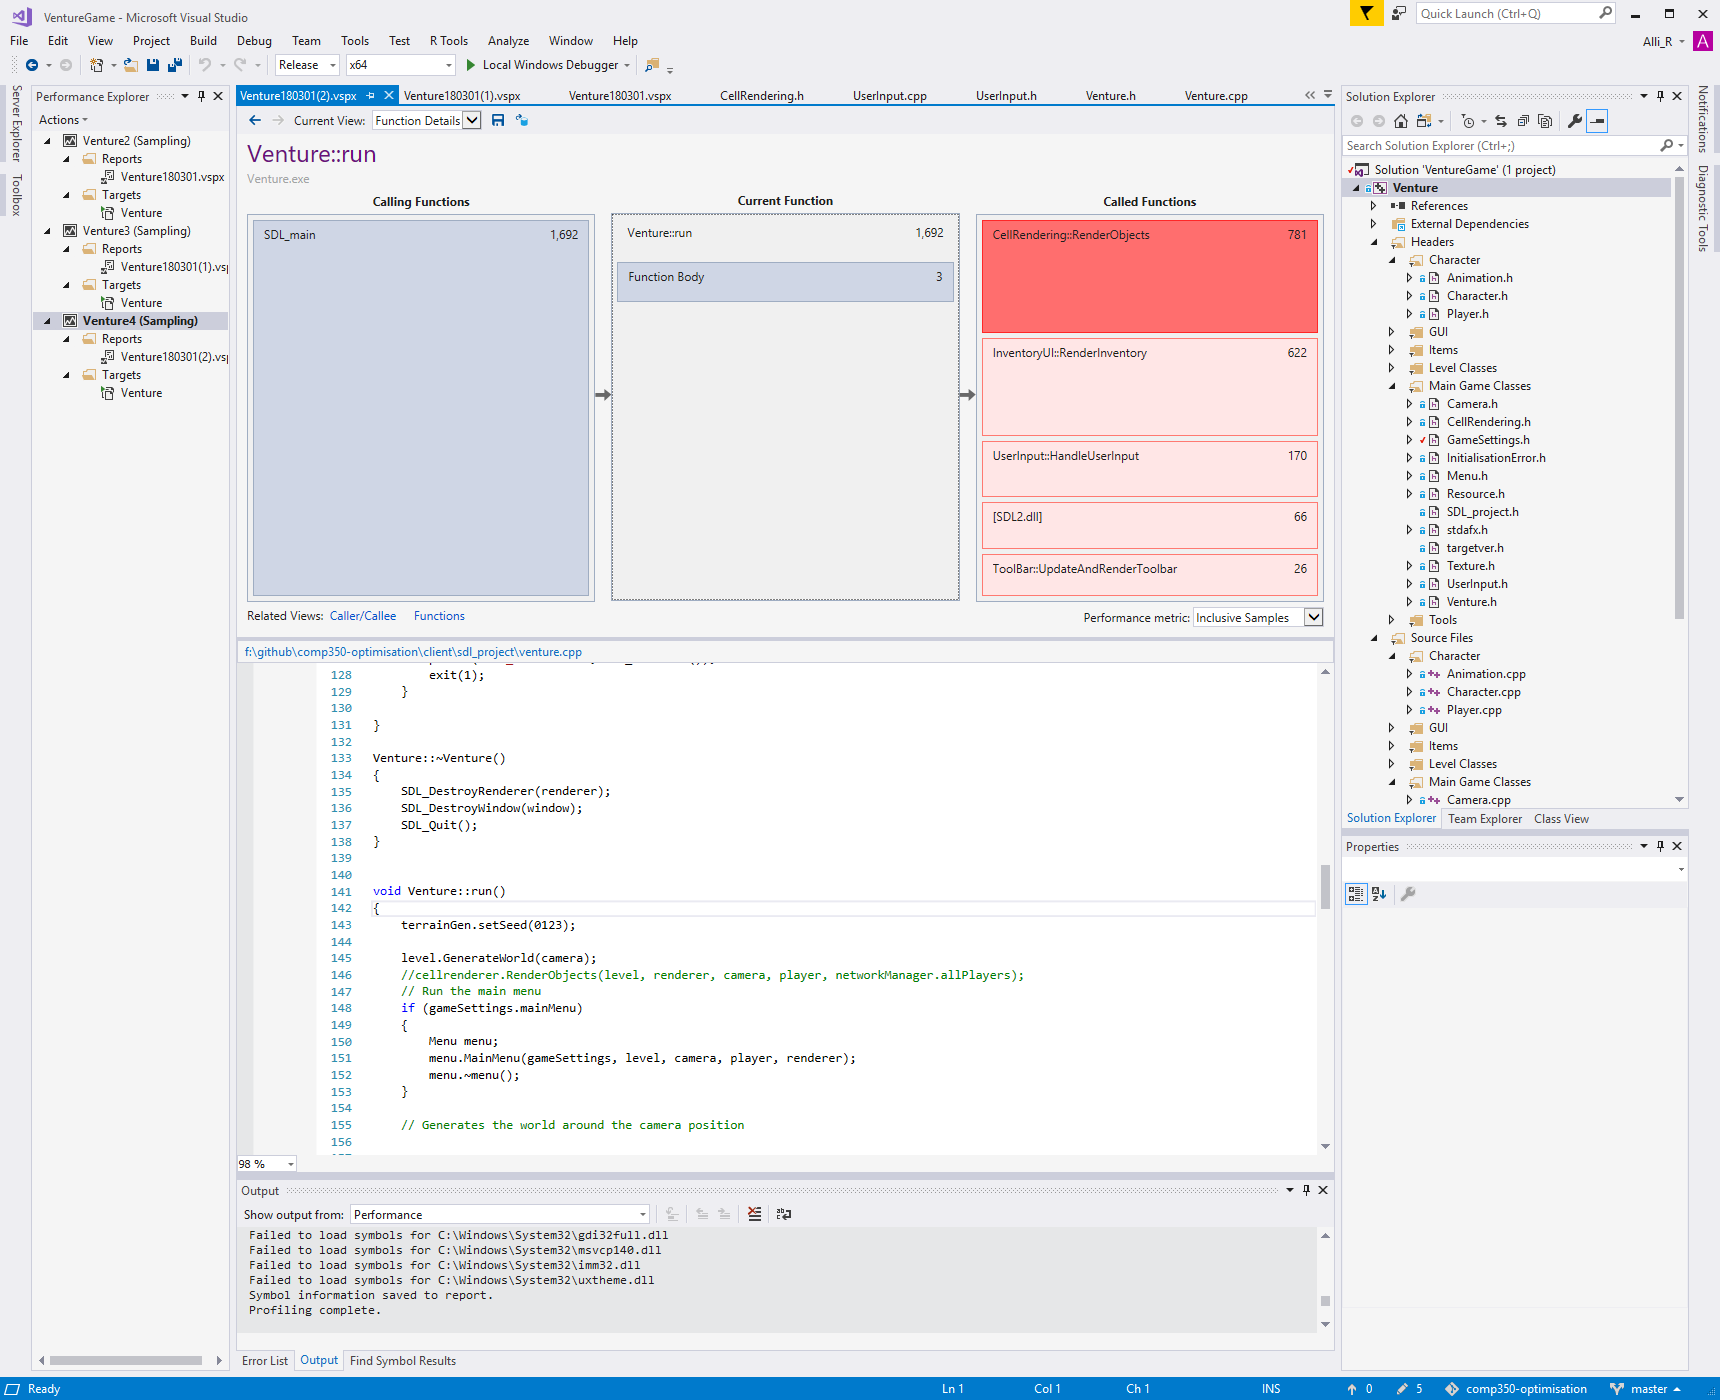 VentureGame - Microsoft Visual Studio
Quick Launch (Ctrl+Q)
File Edit View Project Build Debug Team Tools Test R Tools Analyze Window Help
Alli_R A
Release x64 Local Windows Debugger
Server Explorer
Toolbox
Performance Explorer
Actions
Venture2 (Sampling)
Reports
Venture180301.vspx
Targets
Venture
Venture3 (Sampling)
Reports
Venture180301(1).vsp
Targets
Venture
Venture4 (Sampling)
Reports
Venture180301(2).vsp
Targets
Venture
Venture180301(2).vspx Venture180301(1).vspx Venture180301.vspx CellRendering.h UserInput.cpp UserInput.h Venture.h Venture.cpp
Current View: Function Details
Venture::run
Venture.exe
Calling Functions Current Function Called Functions
SDL_main 1,692
Venture::run 1,692
Function Body 3
CellRendering::RenderObjects 781
InventoryUI::RenderInventory 622
UserInput::HandleUserInput 170
[SDL2.dll] 66
ToolBar::UpdateAndRenderToolbar 26
Related Views: Caller/Callee Functions
Performance metric: Inclusive Samples
f:\github\comp350-optimisation\client\sdl_project\venture.cpp
128 exit(1);
129 }
130
131 }
132
133 Venture::~Venture()
134 {
135 SDL_DestroyRenderer(renderer);
136 SDL_DestroyWindow(window);
137 SDL_Quit();
138 }
139
140
141 void Venture::run()
142 {
143 terrainGen.setSeed(0123);
144
145 level.GenerateWorld(camera);
146 //cellrenderer.RenderObjects(level, renderer, camera, player, networkManager.allPlayers);
147 // Run the main menu
148 if (gameSettings.mainMenu)
149 {
150 Menu menu;
151 menu.MainMenu(gameSettings, level, camera, player, renderer);
152 menu.~menu();
153 }
154
155 // Generates the world around the camera position
156
98 %
Output
Show output from: Performance
Failed to load symbols for C:\Windows\System32\gdi32full.dll
Failed to load symbols for C:\Windows\System32\msvcp140.dll
Failed to load symbols for C:\Windows\System32\imm32.dll
Failed to load symbols for C:\Windows\System32\uxtheme.dll
Symbol information saved to report.
Profiling complete.
Error List Output Find Symbol Results
Solution Explorer
Search Solution Explorer (Ctrl+;)
Solution 'VentureGame' (1 project)
Venture
References
External Dependencies
Headers
Character
Animation.h
Character.h
Player.h
GUI
Items
Level Classes
Main Game Classes
Camera.h
CellRendering.h
GameSettings.h
InitialisationError.h
Menu.h
Resource.h
SDL_project.h
stdafx.h
targetver.h
Texture.h
UserInput.h
Venture.h
Tools
Source Files
Character
Animation.cpp
Character.cpp
Player.cpp
GUI
Items
Level Classes
Main Game Classes
Camera.cpp
Solution Explorer Team Explorer Class View
Properties
Notifications
Diagnostic Tools
Ready Ln 1 Col 1 Ch 1 INS 0 5 comp350-optimisation master